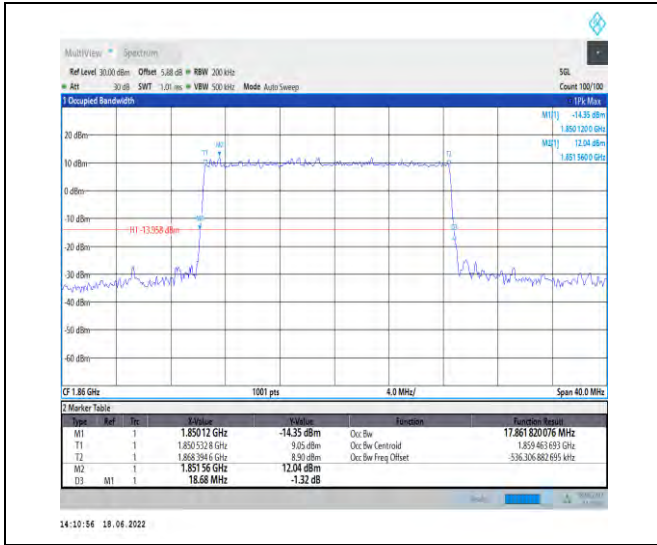 MultiView Spectrum
Ref Level 30.00 dBm Offset 5.88 dB RBW 200 kHz SGL
Att 30 dB SWT 1.01 ms VBW 500 kHz Mode Auto Sweep Count 100/100
1 Occupied Bandwidth 1Pk Max
M1[1] -14.35 dBm
1.850 120 0 GHz
20 dBm
M2[1] 12.04 dBm
1.851 560 0 GHz
T1 M2 T2
10 dBm
0 dBm
-10 dBm
H1 -13.958 dBm
-20 dBm
-30 dBm
-40 dBm
-50 dBm
-60 dBm
CF 1.86 GHz 1001 pts 4.0 MHz/ Span 40.0 MHz
2 Marker Table
Type Ref Trc X-Value Y-Value Function Function Result
M1 1 1.85012 GHz -14.35 dBm Occ Bw 17.861 820 076 MHz
T1 1 1.850 532 8 GHz 9.05 dBm Occ Bw Centroid 1.859 463 693 GHz
T2 1 1.868 394 6 GHz 8.90 dBm Occ Bw Freq Offset -536.306 882 695 kHz
M2 1 1.851 56 GHz 12.04 dBm
D3 M1 1 18.68 MHz -1.32 dB
14:10:56 18.06.2022